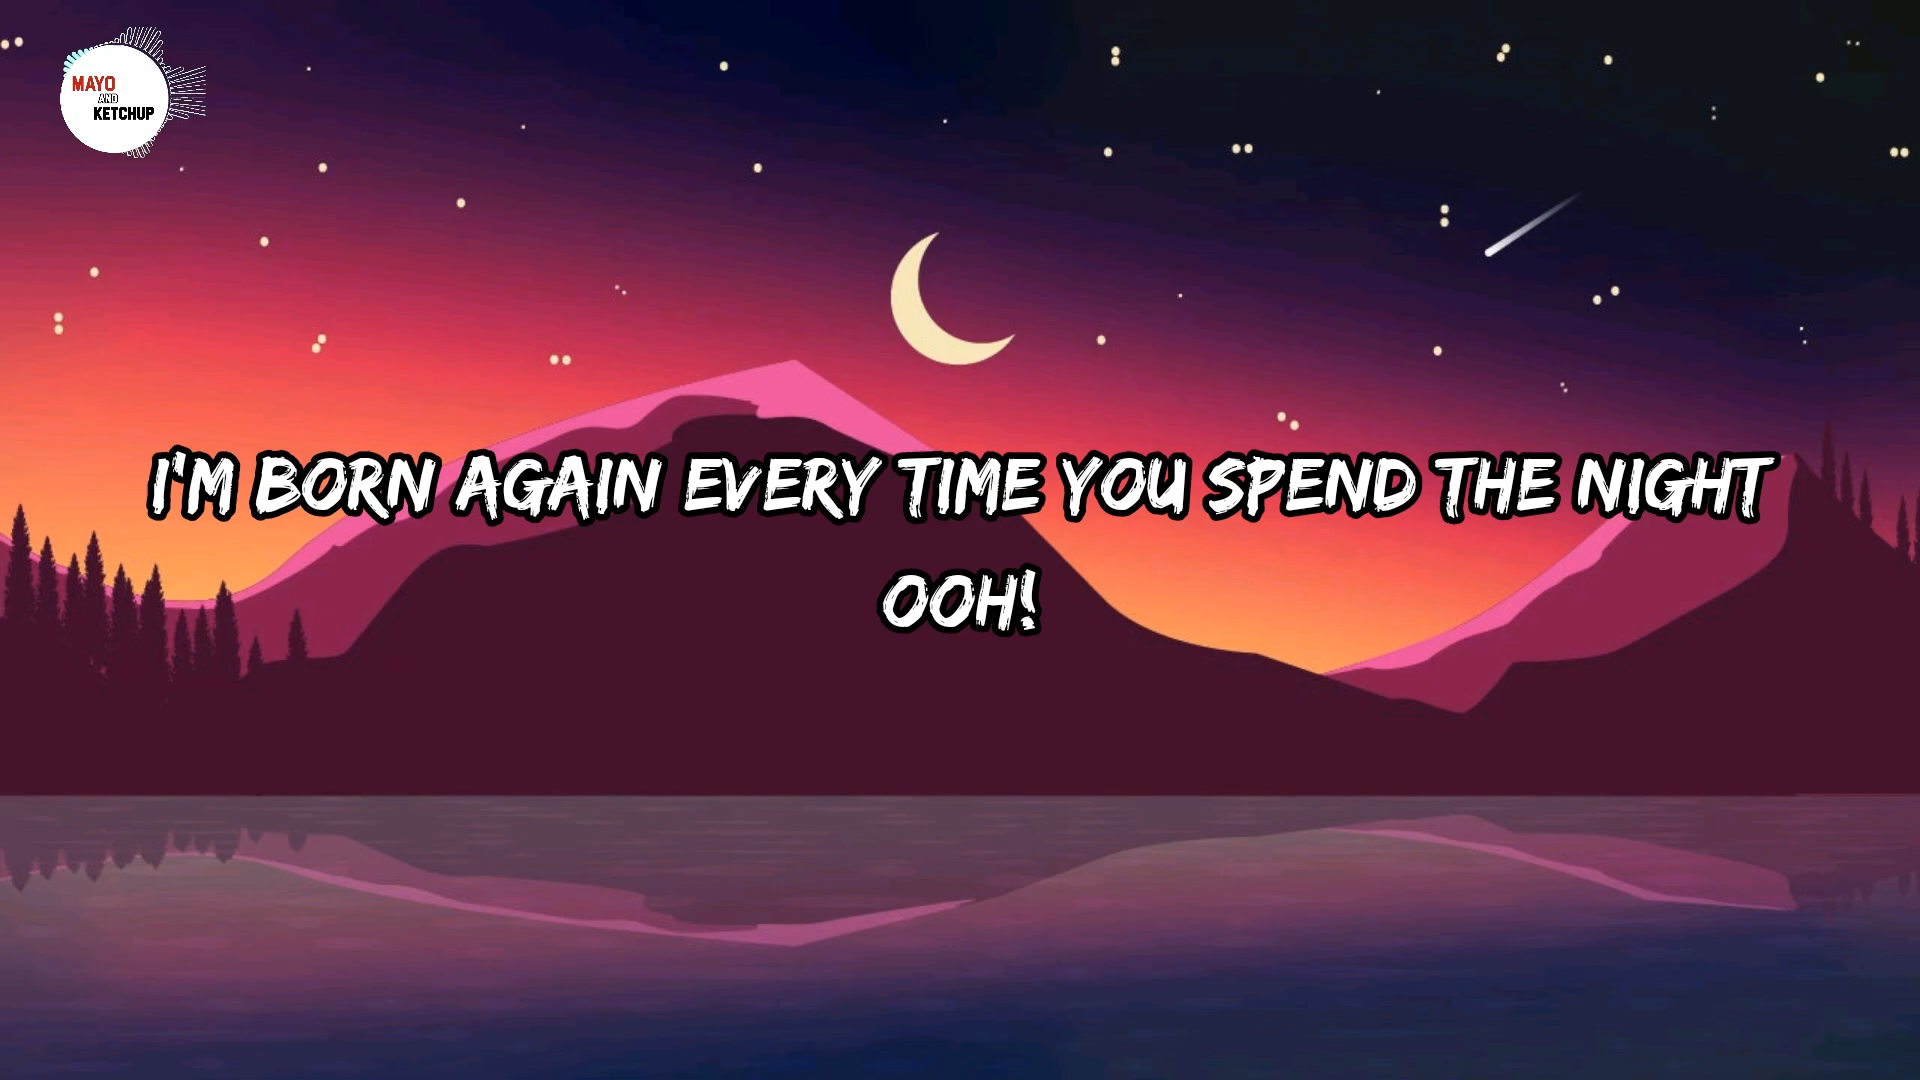 MAYO
AND
KETCHUP
I'M BORN AGAIN EVERY TIME YOU SPEND THE NIGHT
OOH!